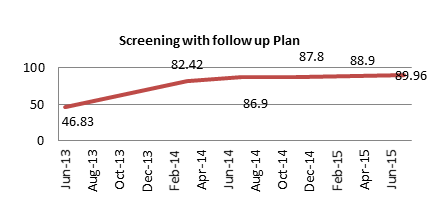 Screening with follow up Plan
100
50
0
46.83
82.42
86.9
87.8
88.9
89.96
Jun-13
Aug-13
Oct-13
Dec-13
Feb-14
Apr-14
Jun-14
Aug-14
Oct-14
Dec-14
Feb-15
Apr-15
Jun-15